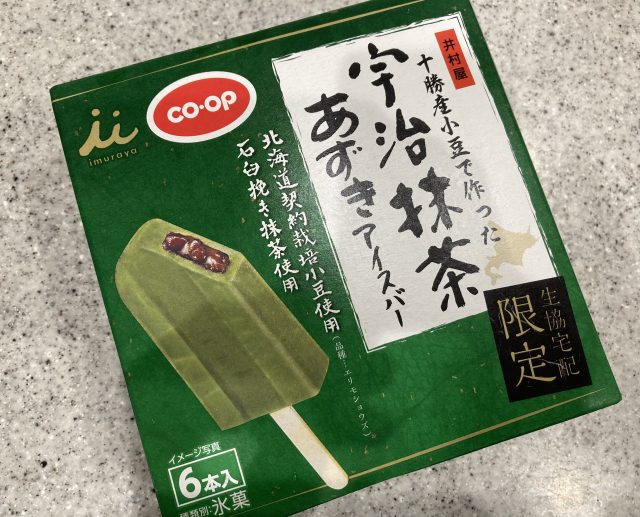 imuraya
CO·OP
井村屋
十勝産小豆で作った
宇治抹茶
あずきアイスバー
北海道契約栽培小豆使用
(品種:エリモショウズ)
石臼挽き抹茶使用
生協宅配
限定
イメージ写真
6本入
種類別:氷菓